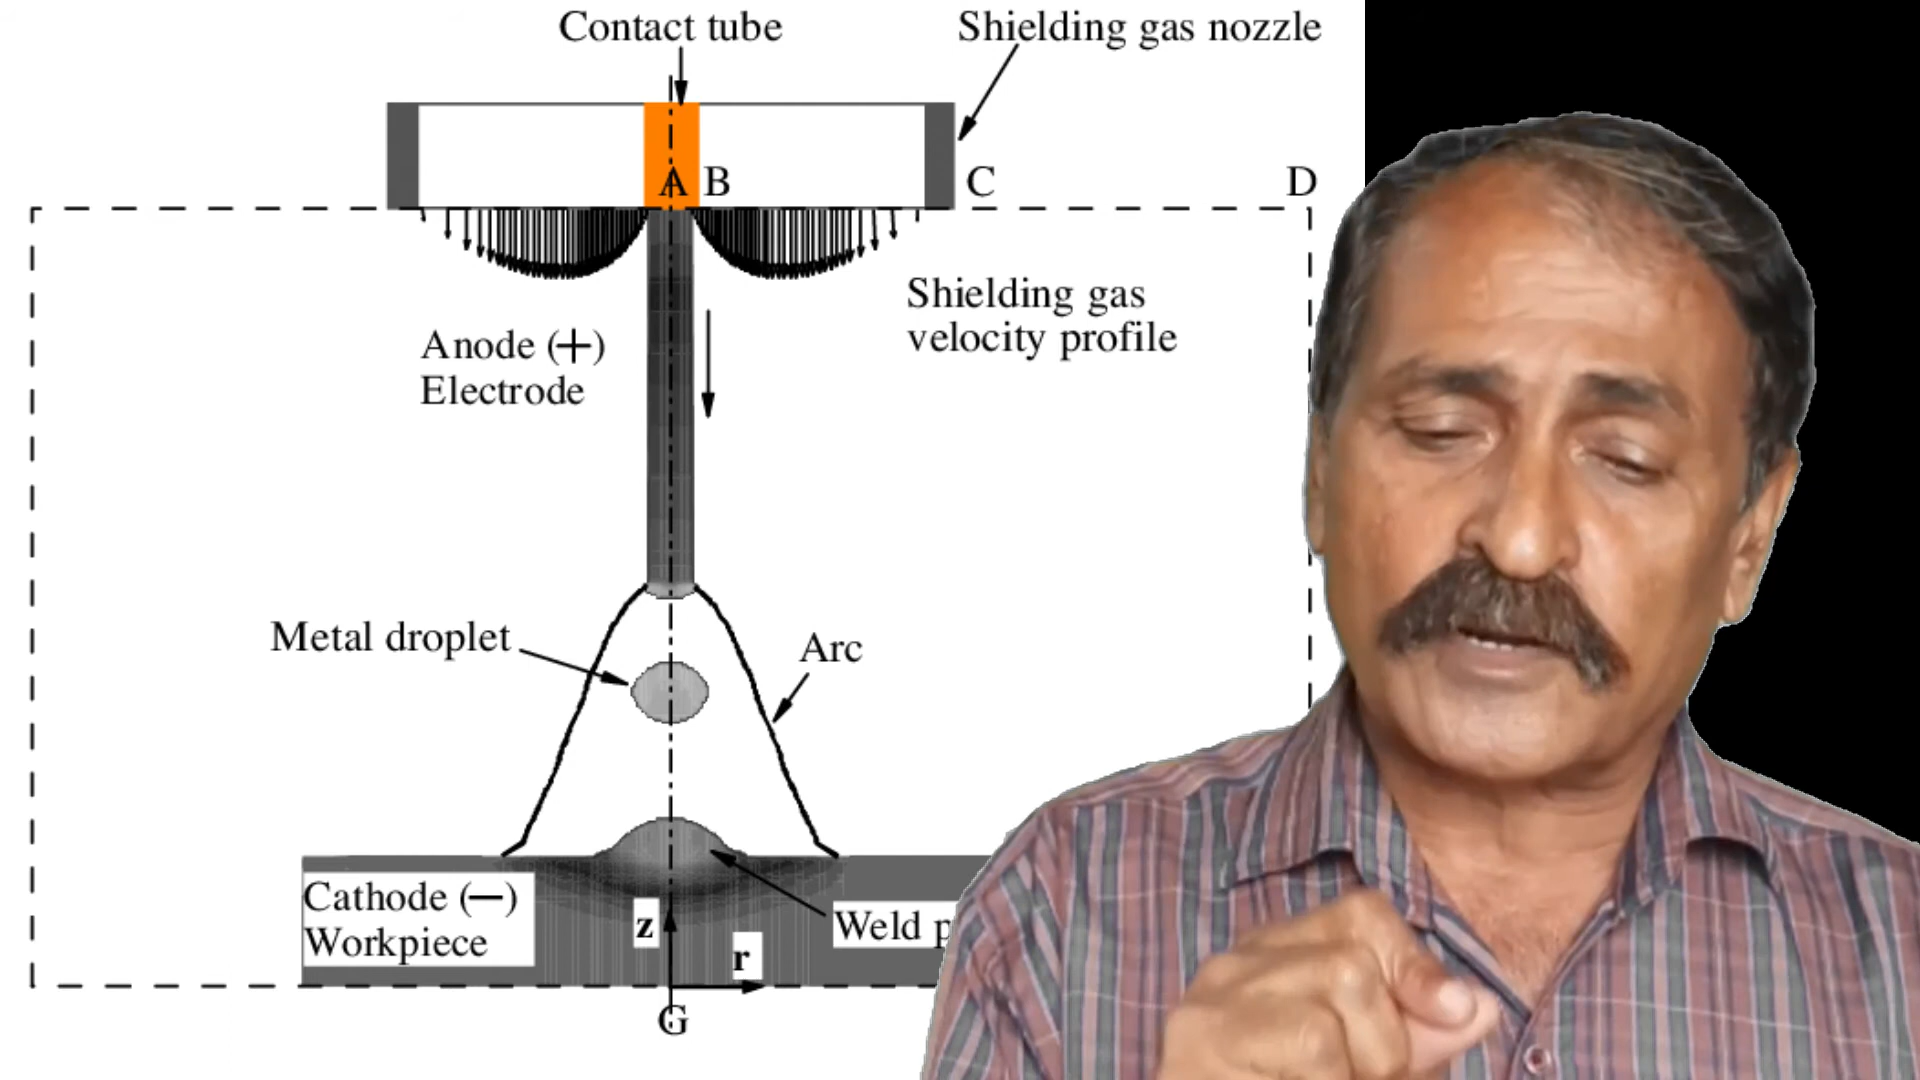 Contact tube
Shielding gas nozzle
A
B
C
D
Shielding gas
velocity profile
Anode (+)
Electrode
Metal droplet
Arc
Cathode (−)
Workpiece
z
r
Weld
G